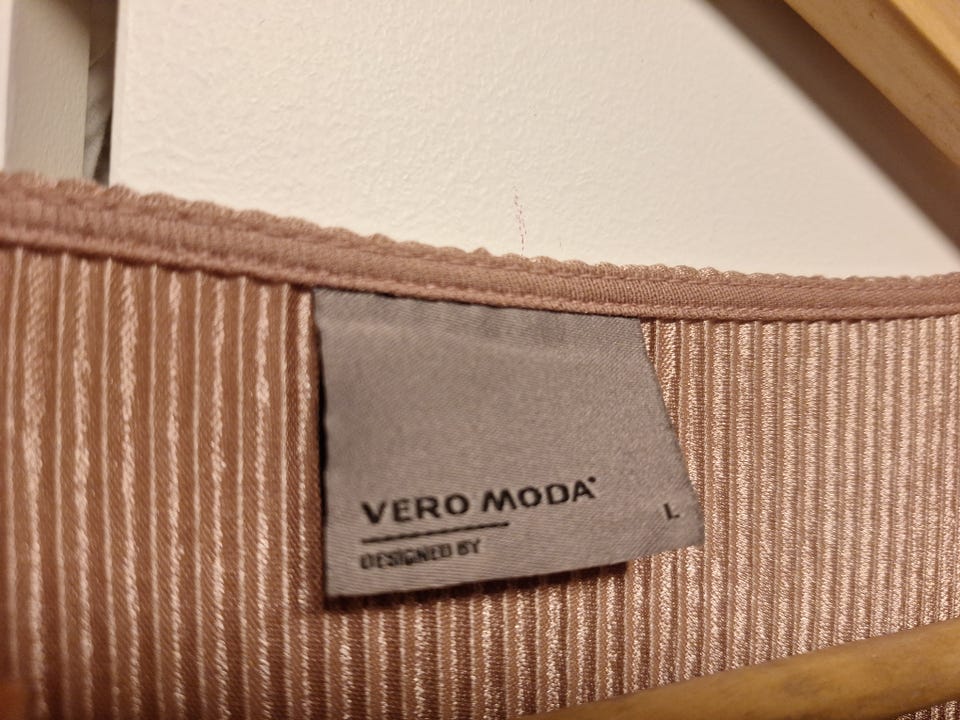 VERO MODA
L
DESIGNED BY